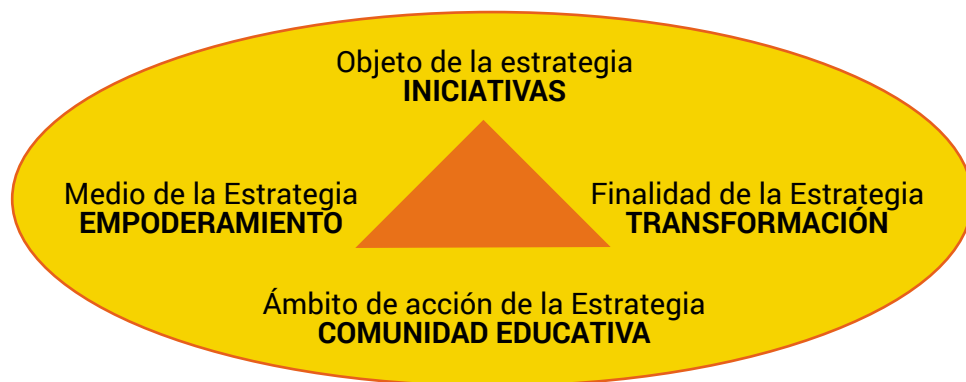 Objeto de la estrategia
INICIATIVAS
Medio de la Estrategia
EMPODERAMIENTO
Finalidad de la Estrategia
TRANSFORMACIÓN
Ámbito de acción de la Estrategia
COMUNIDAD EDUCATIVA